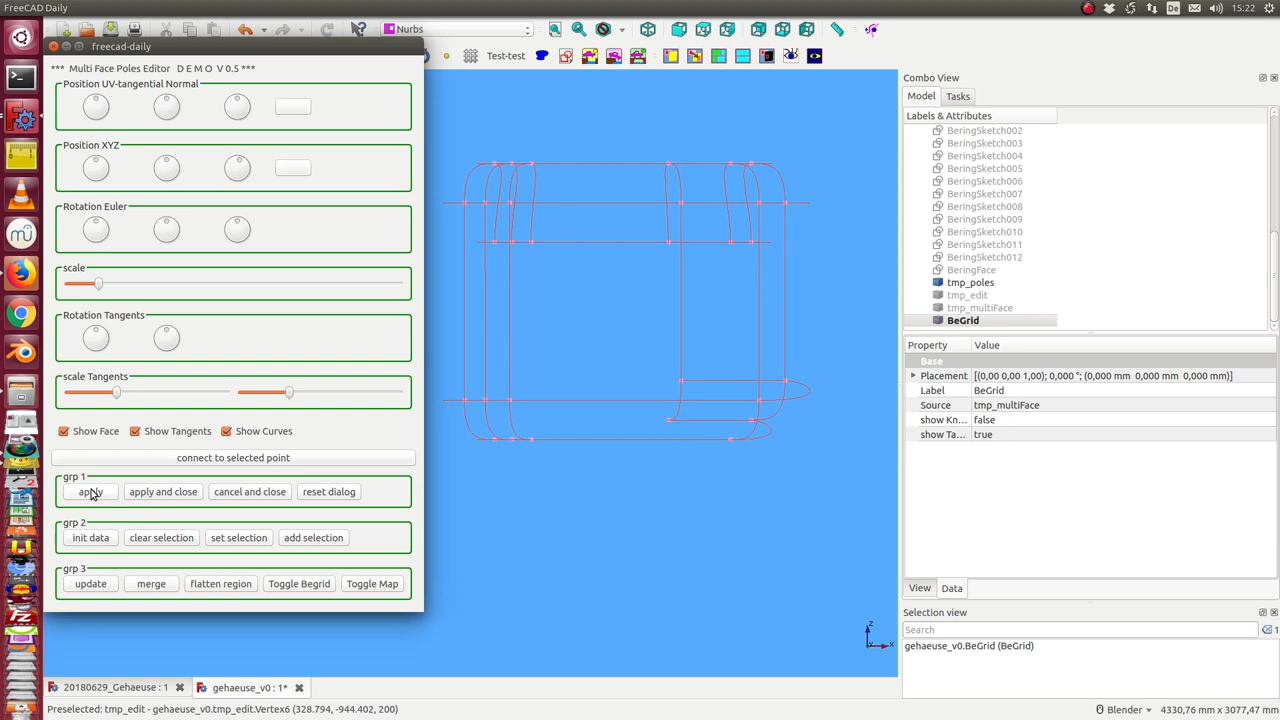 FreeCAD Daily
De
15:22
Nurbs
freecad-daily
Test-test
*** Multi Face Poles Editor D E M O V 0.5 ***
Position UV-tangential Normal
Position XYZ
Rotation Euler
scale
Rotation Tangents
scale Tangents
Show Face
Show Tangents
Show Curves
connect to selected point
grp 1
apply
apply and close
cancel and close
reset dialog
grp 2
init data
clear selection
set selection
add selection
grp 3
update
merge
flatten region
Toggle Begrid
Toggle Map
z
x
20180629_Gehaeuse : 1
gehaeuse_v0 : 1*
Combo View
Model
Tasks
Labels & Attributes
BeringSketch002
BeringSketch003
BeringSketch004
BeringSketch005
BeringSketch006
BeringSketch007
BeringSketch008
BeringSketch009
BeringSketch010
BeringSketch011
BeringSketch012
BeringFace
tmp_poles
tmp_edit
tmp_multiFace
BeGrid
Property Value
Base
Placement [(0,00 0,00 1,00); 0,000 °; (0,000 mm 0,000 mm 0,000 mm)]
Label BeGrid
Source tmp_multiFace
show Kn... false
show Ta... true
View
Data
Selection view
Search
1
gehaeuse_v0.BeGrid (BeGrid)
Preselected: tmp_edit - gehaeuse_v0.tmp_edit.Vertex6 (328.794, -944.402, 200)
Blender
4330,76 mm x 3077,47 mm